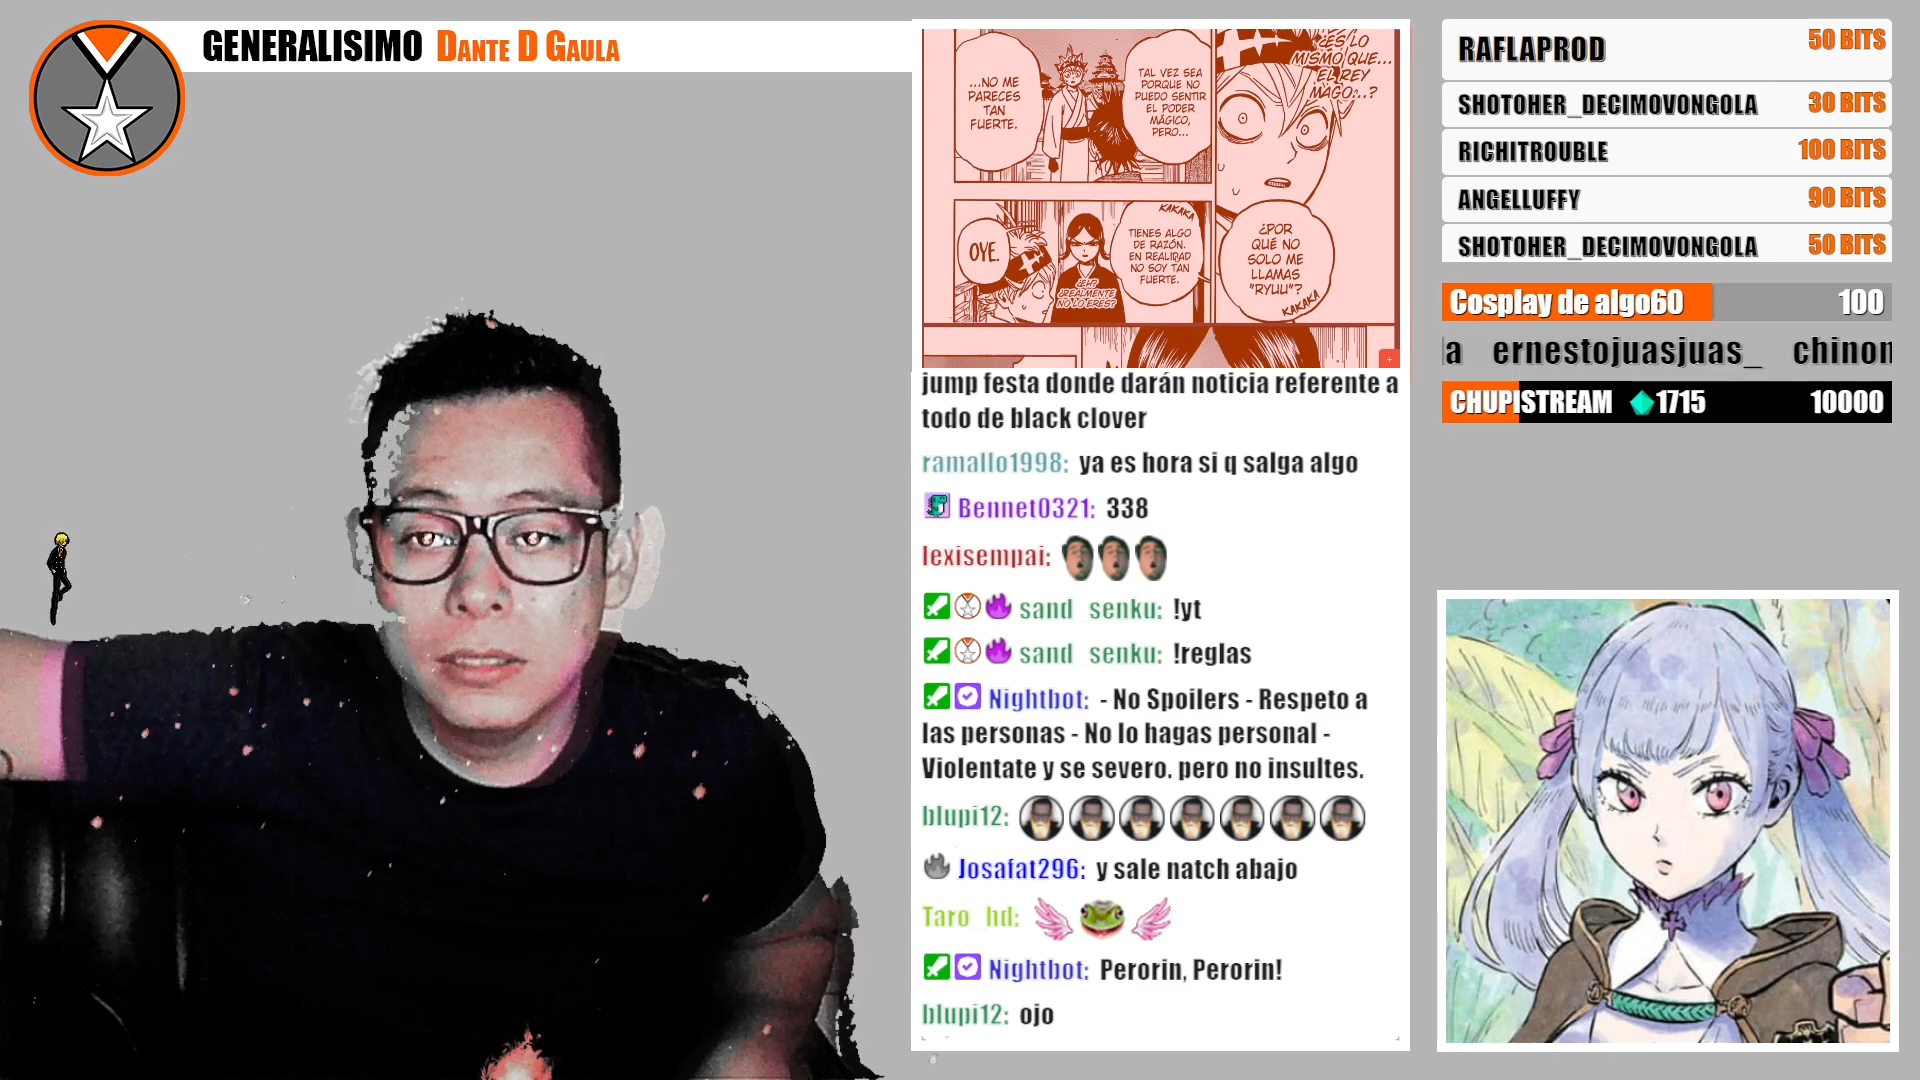 GENERALISIMO DANTE D GAULA
...NO ME
PARECES
TAN
FUERTE.
TAL VEZ SEA
PORQUE NO
PUEDO SENTIR
EL PODER
MÁGICO,
PERO...
¿ES LO
MISMO QUE...
EL REY
MAGO...?
OYE.
¿EH?
¿REALMENTE
NO LO ERES?
KAKAKA
TIENES ALGO
DE RAZÓN.
EN REALIDAD
NO SOY TAN
FUERTE.
¿POR
QUÉ NO
SOLO ME
LLAMAS
"RYUU"?
KAKAKA
jump festa donde darán noticia referente a
todo de black clover
ramallo1998: ya es hora si q salga algo
Bennet0321: 338
lexisempai:
sand_senku: !yt
sand_senku: !reglas
Nightbot: - No Spoilers - Respeto a
las personas - No lo hagas personal -
Violentate y se severo. pero no insultes.
blupi12:
Josafat296: y sale natch abajo
Taro_hd:
Nightbot: Perorin, Perorin!
blupi12: ojo
RAFLAPROD 50 BITS
SHOTOHER_DECIMOVONGOLA 30 BITS
RICHITROUBLE 100 BITS
ANGELLUFFY 90 BITS
SHOTOHER_DECIMOVONGOLA 50 BITS
Cosplay de algo60 100
a ernestojuasjuas_ chinon
CHUPISTREAM 1715 10000